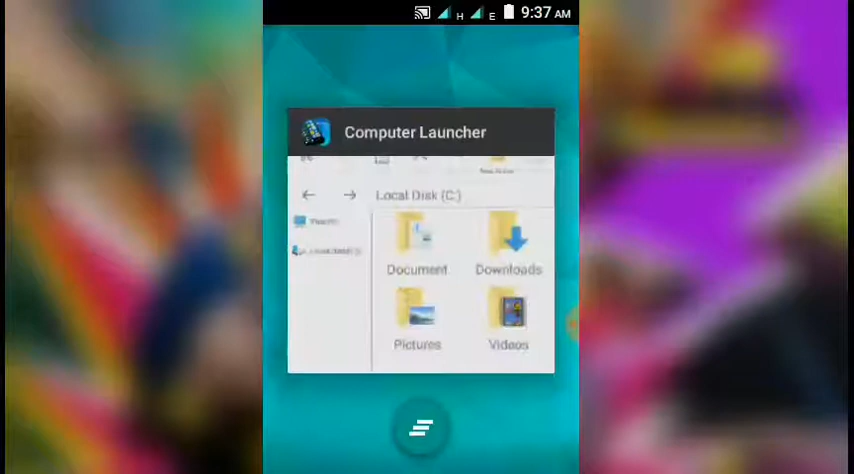 H E 9:37 AM
Computer Launcher
Local Disk (C:)
Document Downloads
Pictures Videos